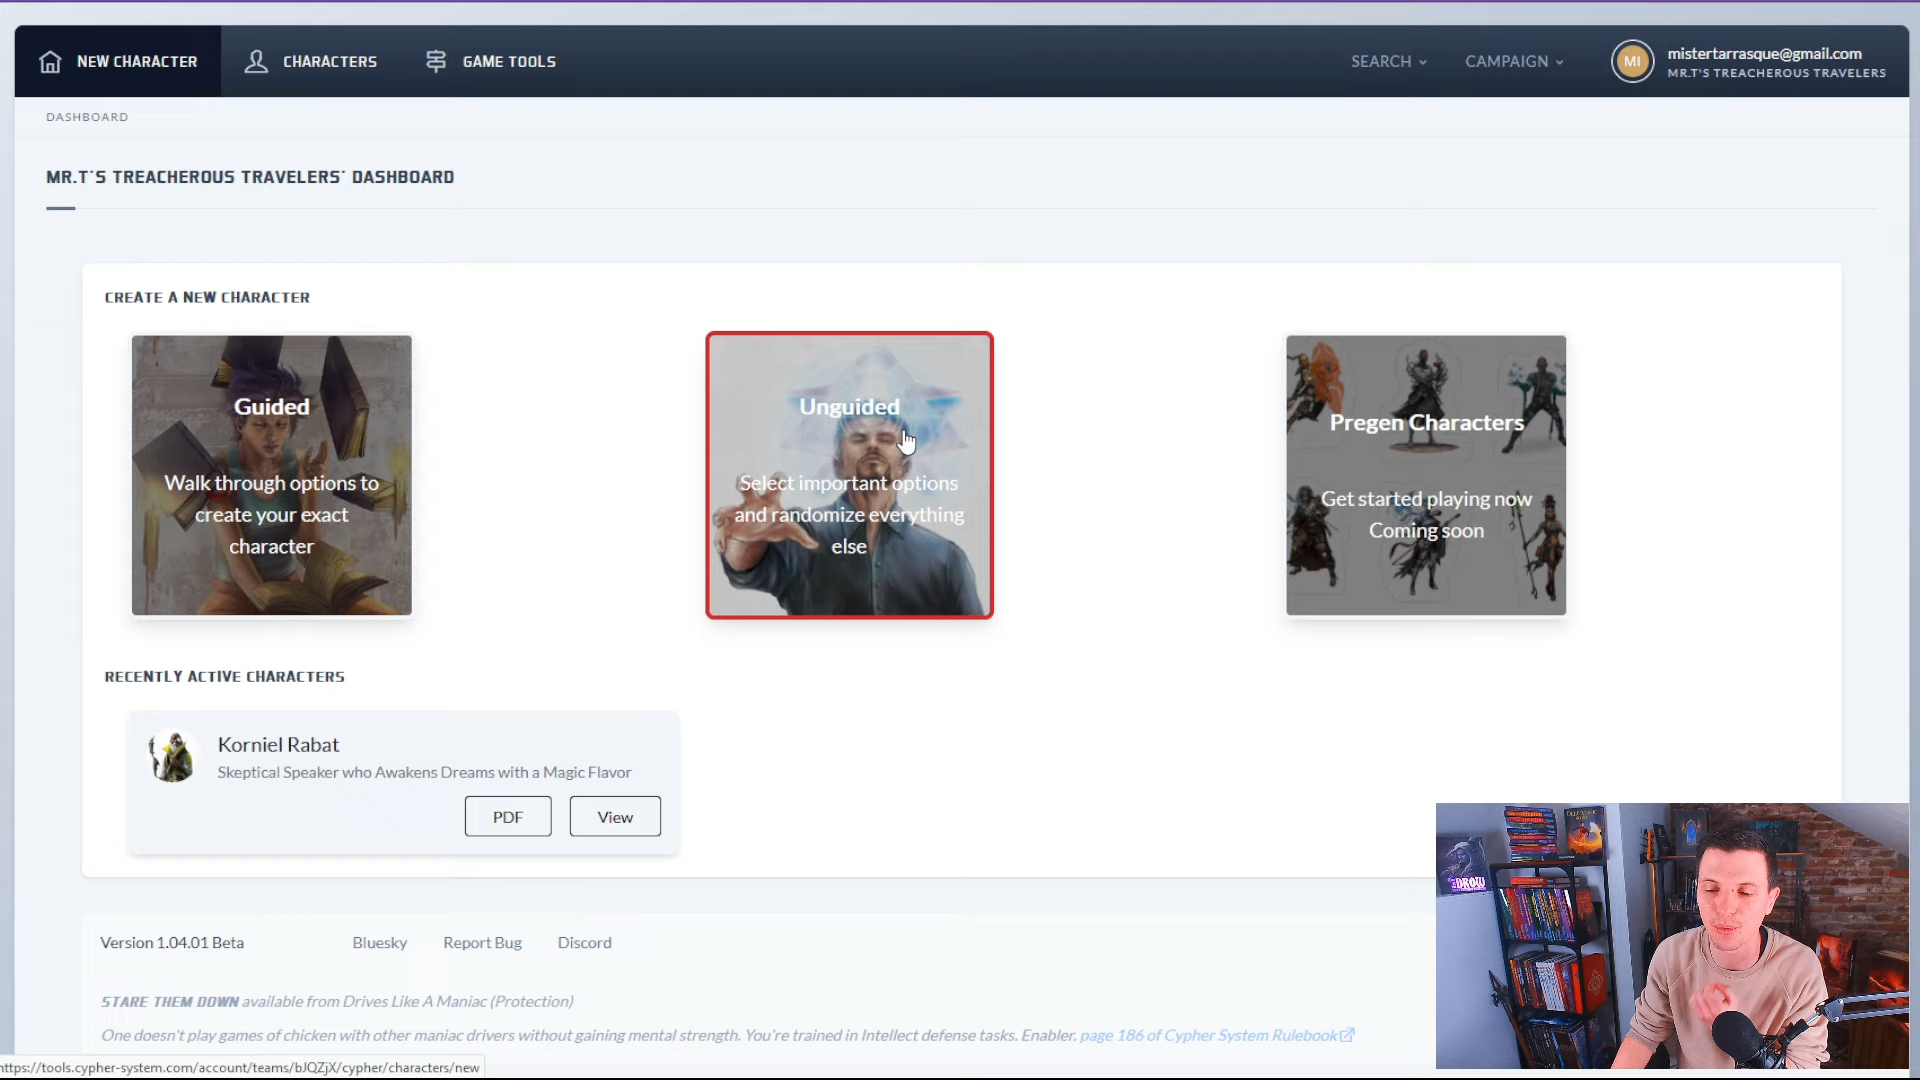 NEW CHARACTER
CHARACTERS
GAME TOOLS
SEARCH
CAMPAIGN
MI
mistertarrasque@gmail.com
MR.T'S TREACHEROUS TRAVELERS
DASHBOARD
MR.T'S TREACHEROUS TRAVELERS' DASHBOARD
CREATE A NEW CHARACTER
Guided
Walk through options to
create your exact
character
Unguided
Select important options
and randomize everything
else
Pregen Characters
Get started playing now
Coming soon
RECENTLY ACTIVE CHARACTERS
Korniel Rabat
Skeptical Speaker who Awakens Dreams with a Magic Flavor
PDF
View
Version 1.04.01 Beta
Bluesky
Report Bug
Discord
STARE THEM DOWN available from Drives Like A Maniac (Protection)
One doesn't play games of chicken with other maniac drivers without gaining mental strength. You're trained in Intellect defense tasks. Enabler. page 186 of Cypher System Rulebook
https://tools.cypher-system.com/account/teams/bJQZjX/cypher/characters/new
DROW